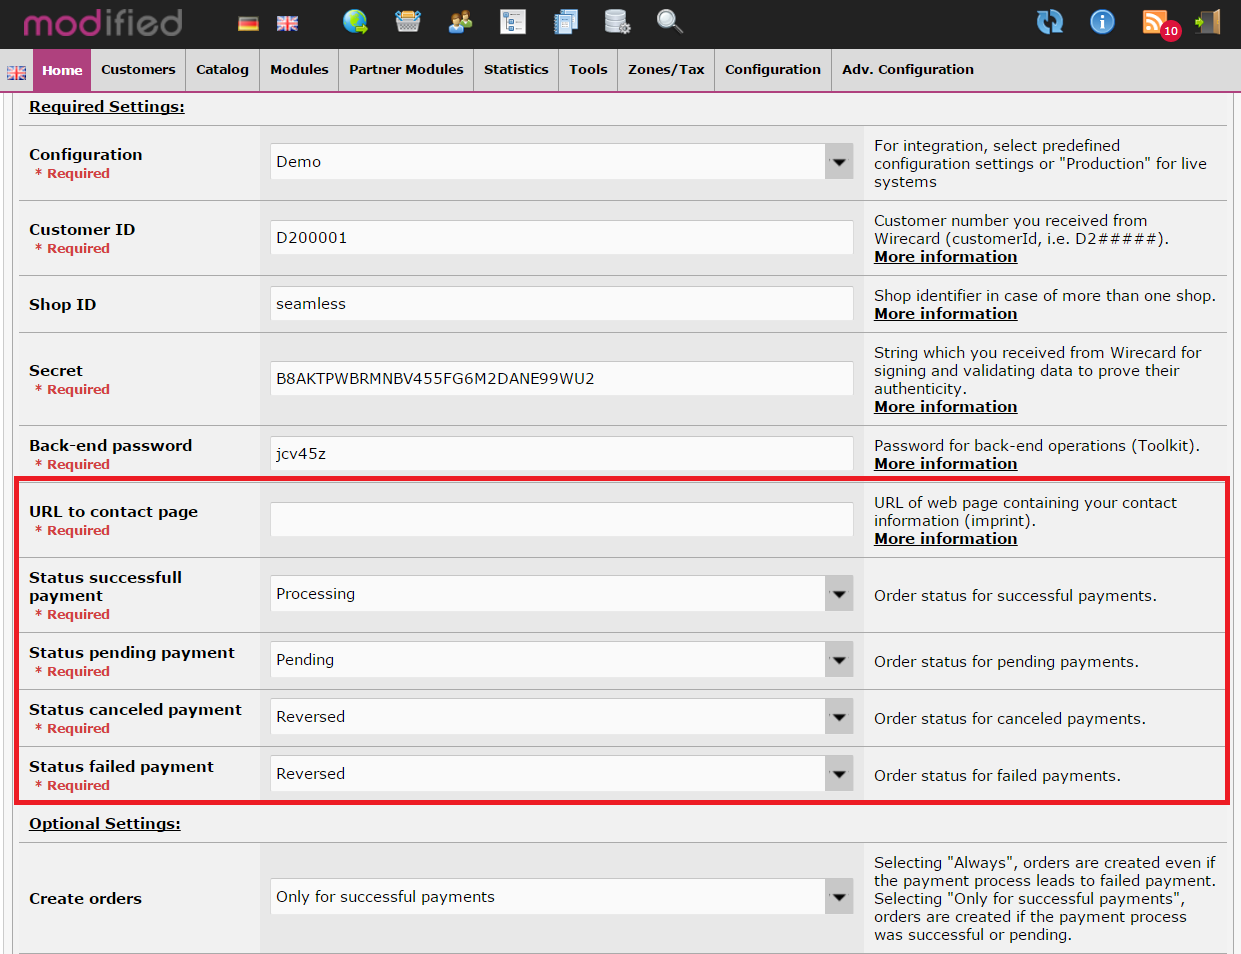 modified
10
Home Customers Catalog Modules Partner Modules Statistics Tools Zones/Tax Configuration Adv. Configuration
Required Settings:
Configuration
* Required
Demo
For integration, select predefined
configuration settings or "Production" for live
systems
Customer ID
* Required
D200001
Customer number you received from
Wirecard (customerId, i.e. D2#####).
More information
Shop ID
seamless
Shop identifier in case of more than one shop.
More information
Secret
* Required
B8AKTPWBRMNBV455FG6M2DANE99WU2
String which you received from Wirecard for
signing and validating data to prove their
authenticity.
More information
Back-end password
* Required
jcv45z
Password for back-end operations (Toolkit).
More information
URL to contact page
* Required
URL of web page containing your contact
information (imprint).
More information
Status successfull
payment
* Required
Processing
Order status for successful payments.
Status pending payment
* Required
Pending
Order status for pending payments.
Status canceled payment
* Required
Reversed
Order status for canceled payments.
Status failed payment
* Required
Reversed
Order status for failed payments.
Optional Settings:
Create orders
Only for successful payments
Selecting "Always", orders are created even if
the payment process leads to failed payment.
Selecting "Only for successful payments",
orders are created if the payment process
was successful or pending.